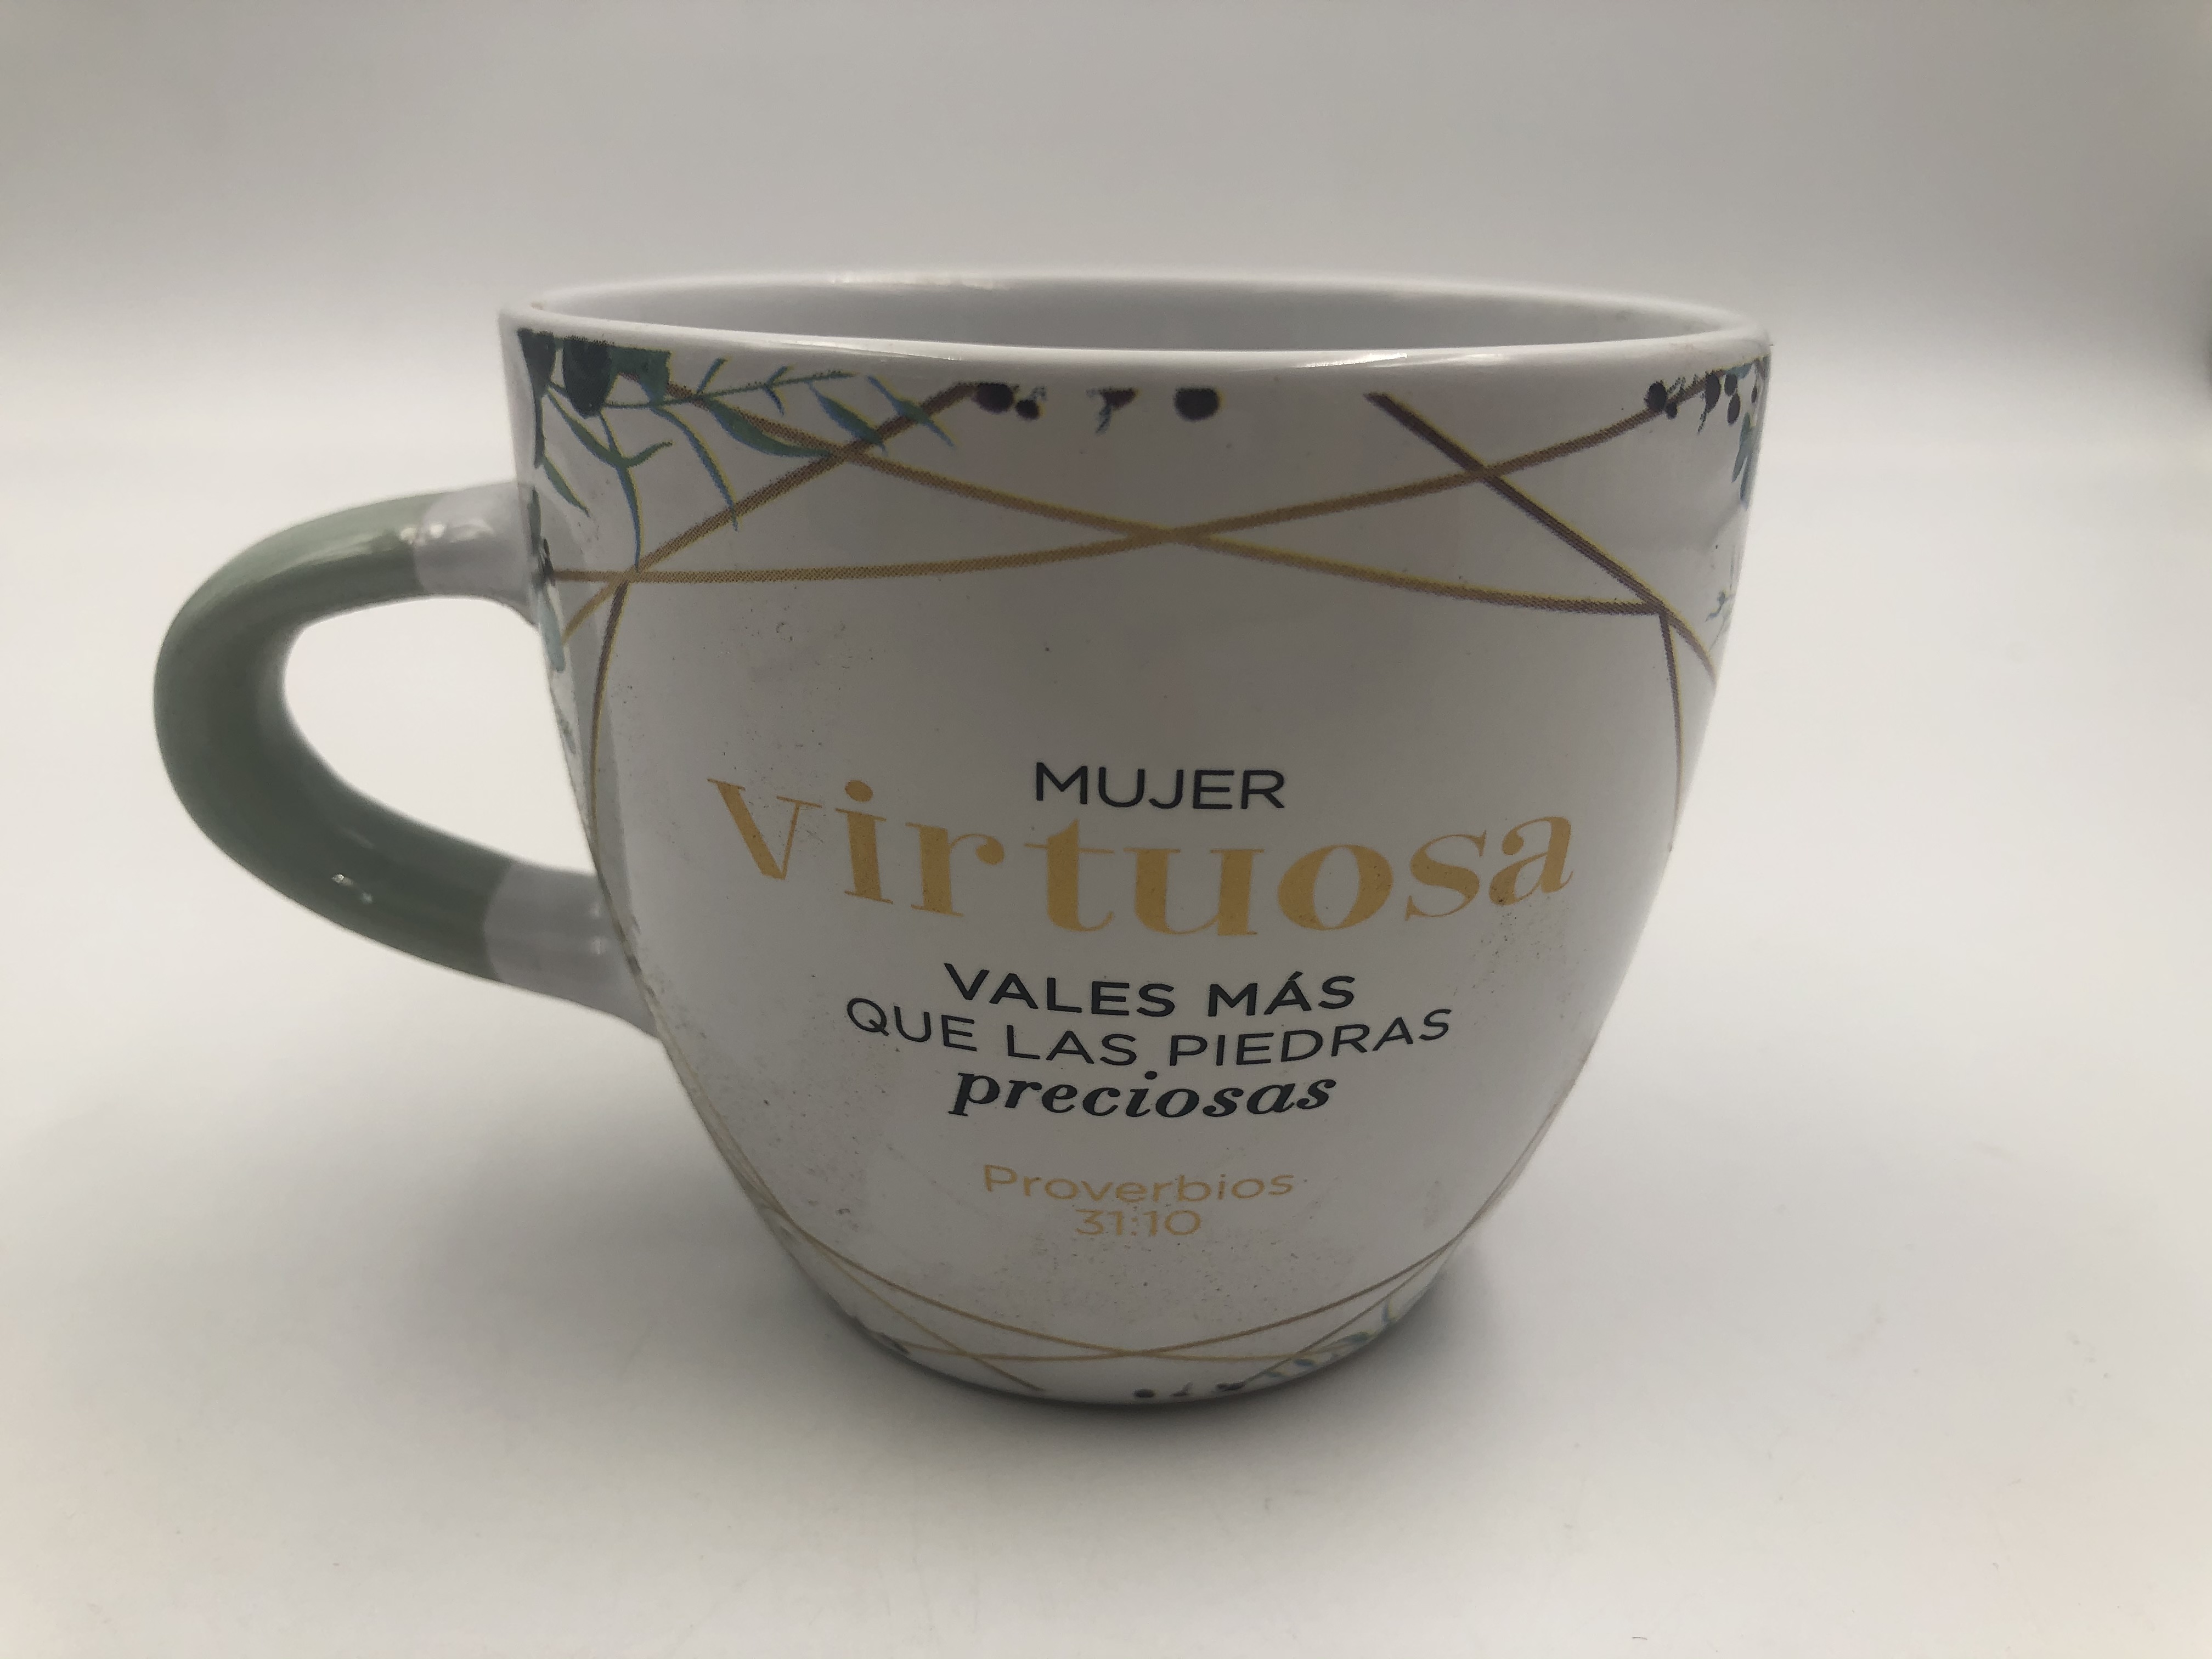 MUJER
virtuosa
VALES MÁS
QUE LAS PIEDRAS
preciosas
Proverbios
31:10